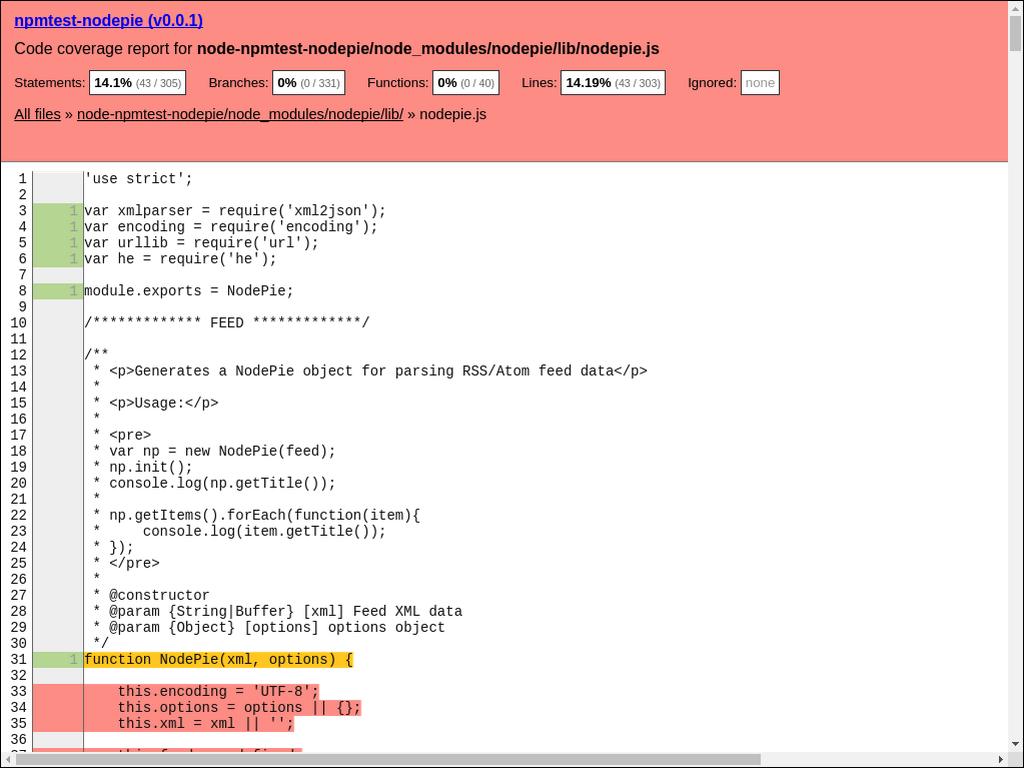 npmtest-nodepie (v0.0.1)
Code coverage report for node-npmtest-nodepie/node_modules/nodepie/lib/nodepie.js
Statements: 14.1% (43 / 305) Branches: 0% (0 / 331) Functions: 0% (0 / 40) Lines: 14.19% (43 / 303) Ignored: none
All files » node-npmtest-nodepie/node_modules/nodepie/lib/ » nodepie.js
1 'use strict';
2
3 1 var xmlparser = require('xml2json');
4 1 var encoding = require('encoding');
5 1 var urllib = require('url');
6 1 var he = require('he');
7
8 1 module.exports = NodePie;
9
10 /************* FEED *************/
11
12 /**
13 * <p>Generates a NodePie object for parsing RSS/Atom feed data</p>
14 *
15 * <p>Usage:</p>
16 *
17 * <pre>
18 * var np = new NodePie(feed);
19 * np.init();
20 * console.log(np.getTitle());
21 *
22 * np.getItems().forEach(function(item){
23 *     console.log(item.getTitle());
24 * });
25 * </pre>
26 *
27 * @constructor
28 * @param {String|Buffer} [xml] Feed XML data
29 * @param {Object} [options] options object
30 */
31 1 function NodePie(xml, options) {
32
33     this.encoding = 'UTF-8';
34     this.options = options || {};
35     this.xml = xml || '';
36